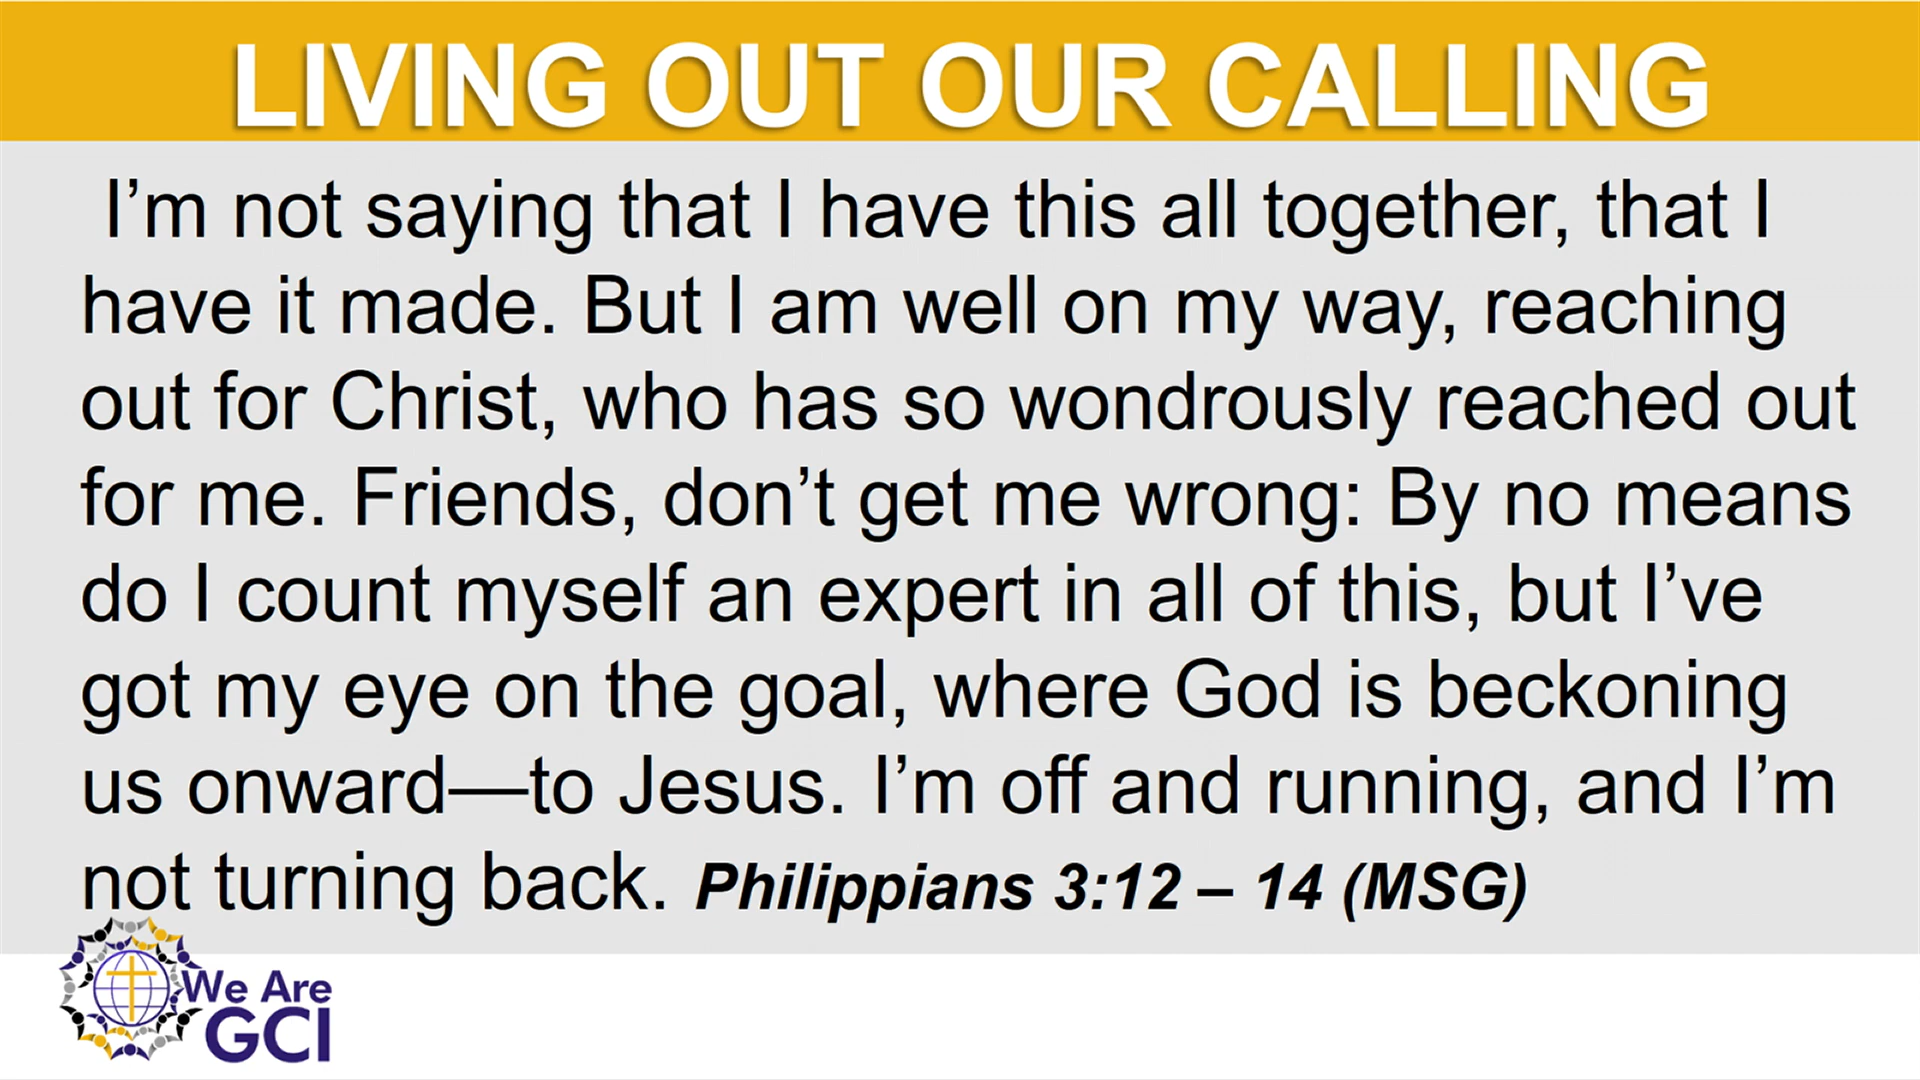 LIVING OUT OUR CALLING
I’m not saying that I have this all together, that I
have it made. But I am well on my way, reaching
out for Christ, who has so wondrously reached out
for me. Friends, don’t get me wrong: By no means
do I count myself an expert in all of this, but I’ve
got my eye on the goal, where God is beckoning
us onward—to Jesus. I’m off and running, and I’m
not turning back. Philippians 3:12 – 14 (MSG)
We Are
GCI